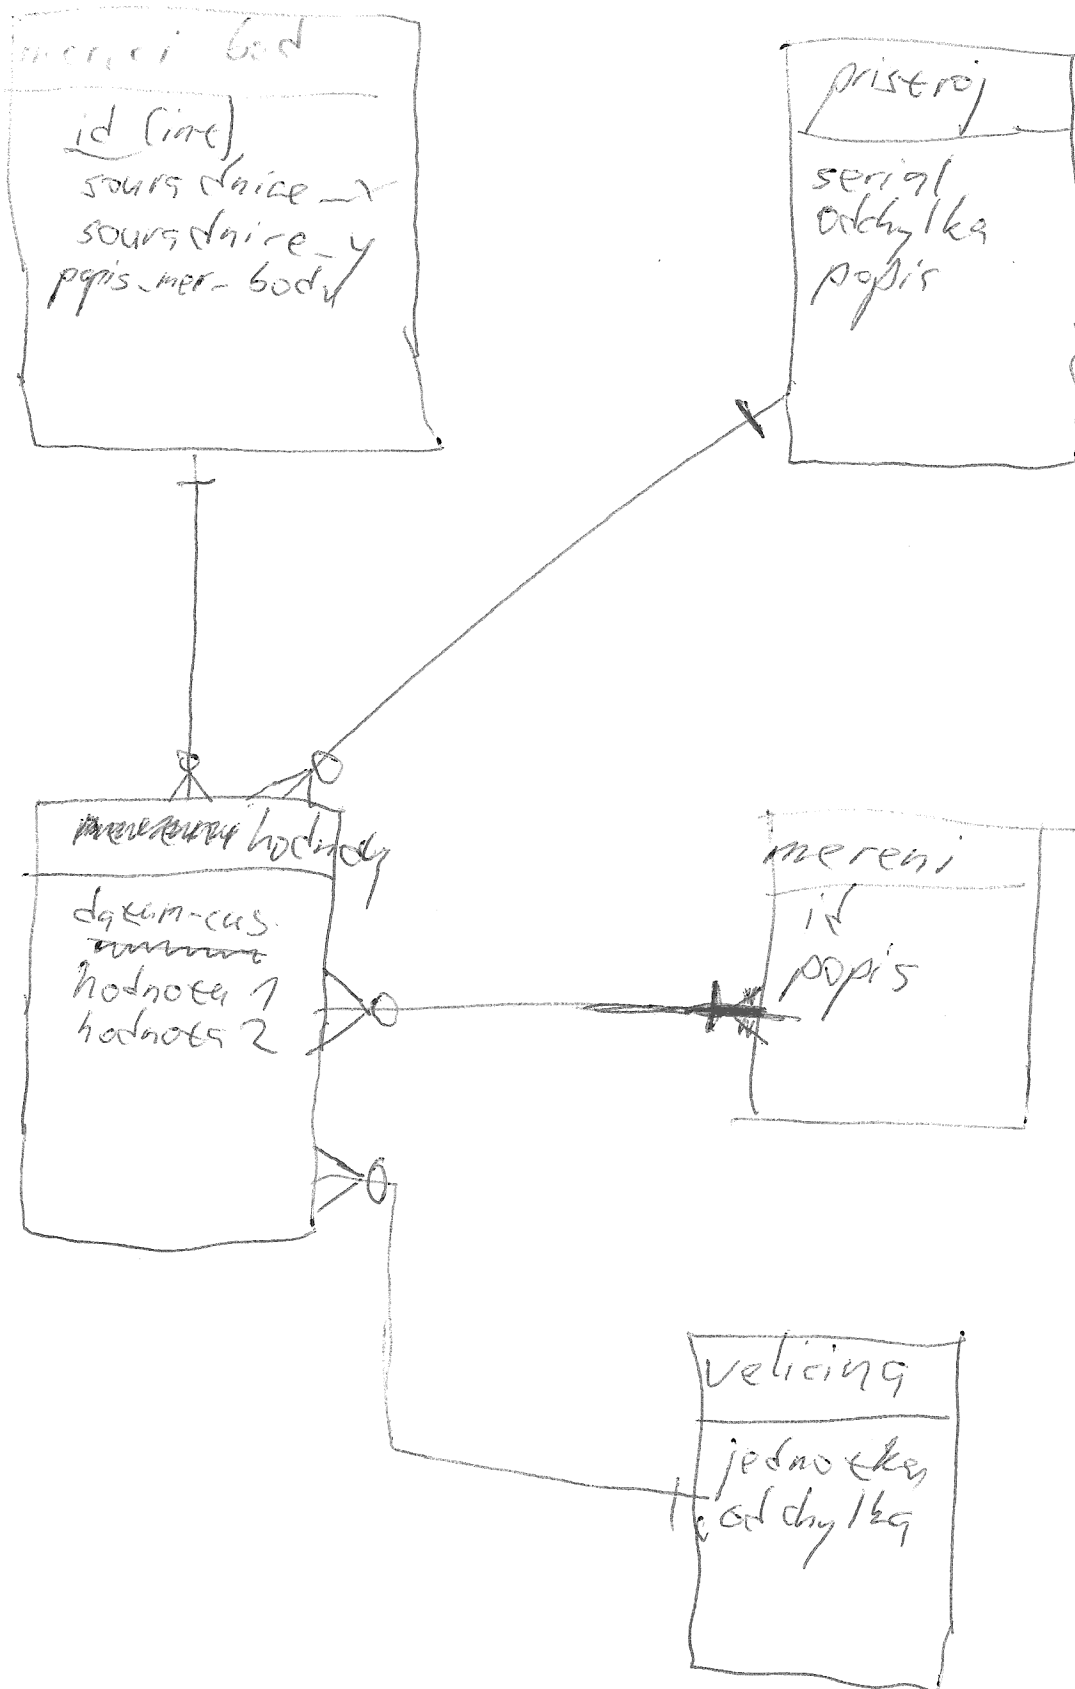 mereni bod
id (int)
souradnice_x
souradnice_y
popis_mer_bodu
pristroj
serial
odchylka
popis
hodnoty
datum-cas
hodnota 1
hodnota 2
mereni
id
popis
velicina
jednotka
odchylka